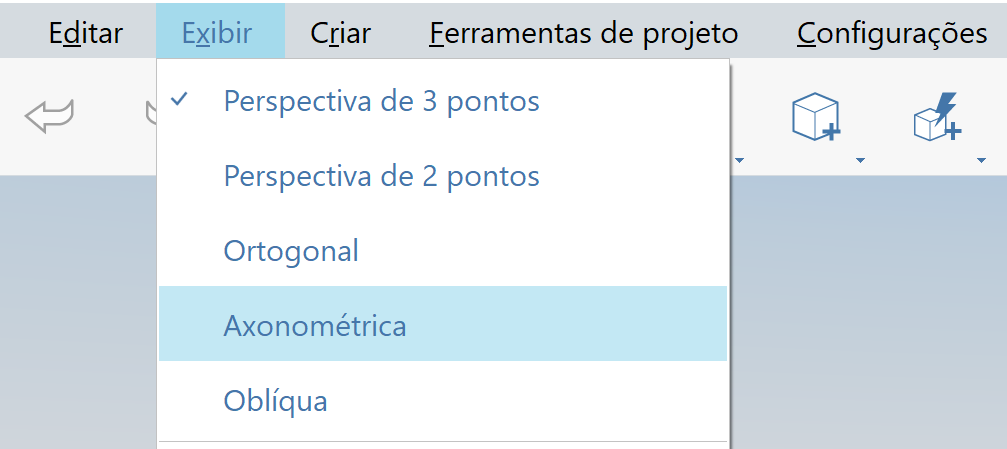 Editar Exibir Criar Ferramentas de projeto Configurações
Perspectiva de 3 pontos
Perspectiva de 2 pontos
Ortogonal
Axonométrica
Oblíqua